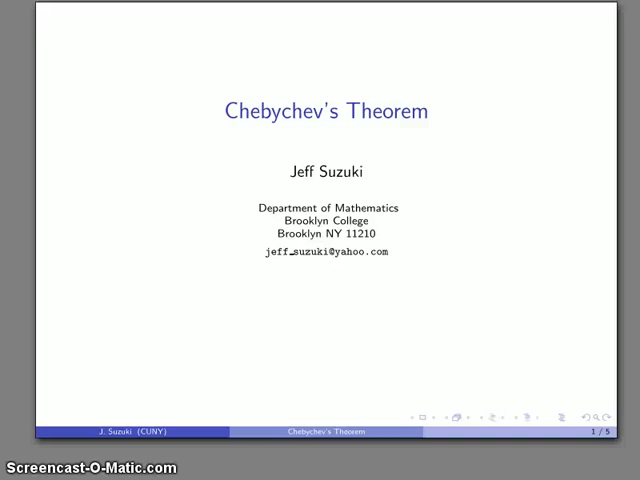 Chebychev's Theorem
Jeff Suzuki
Department of Mathematics
Brooklyn College
Brooklyn NY 11210
jeff_suzuki@yahoo.com
J. Suzuki (CUNY)
Chebychev's Theorem
1 / 5
Screencast-O-Matic.com